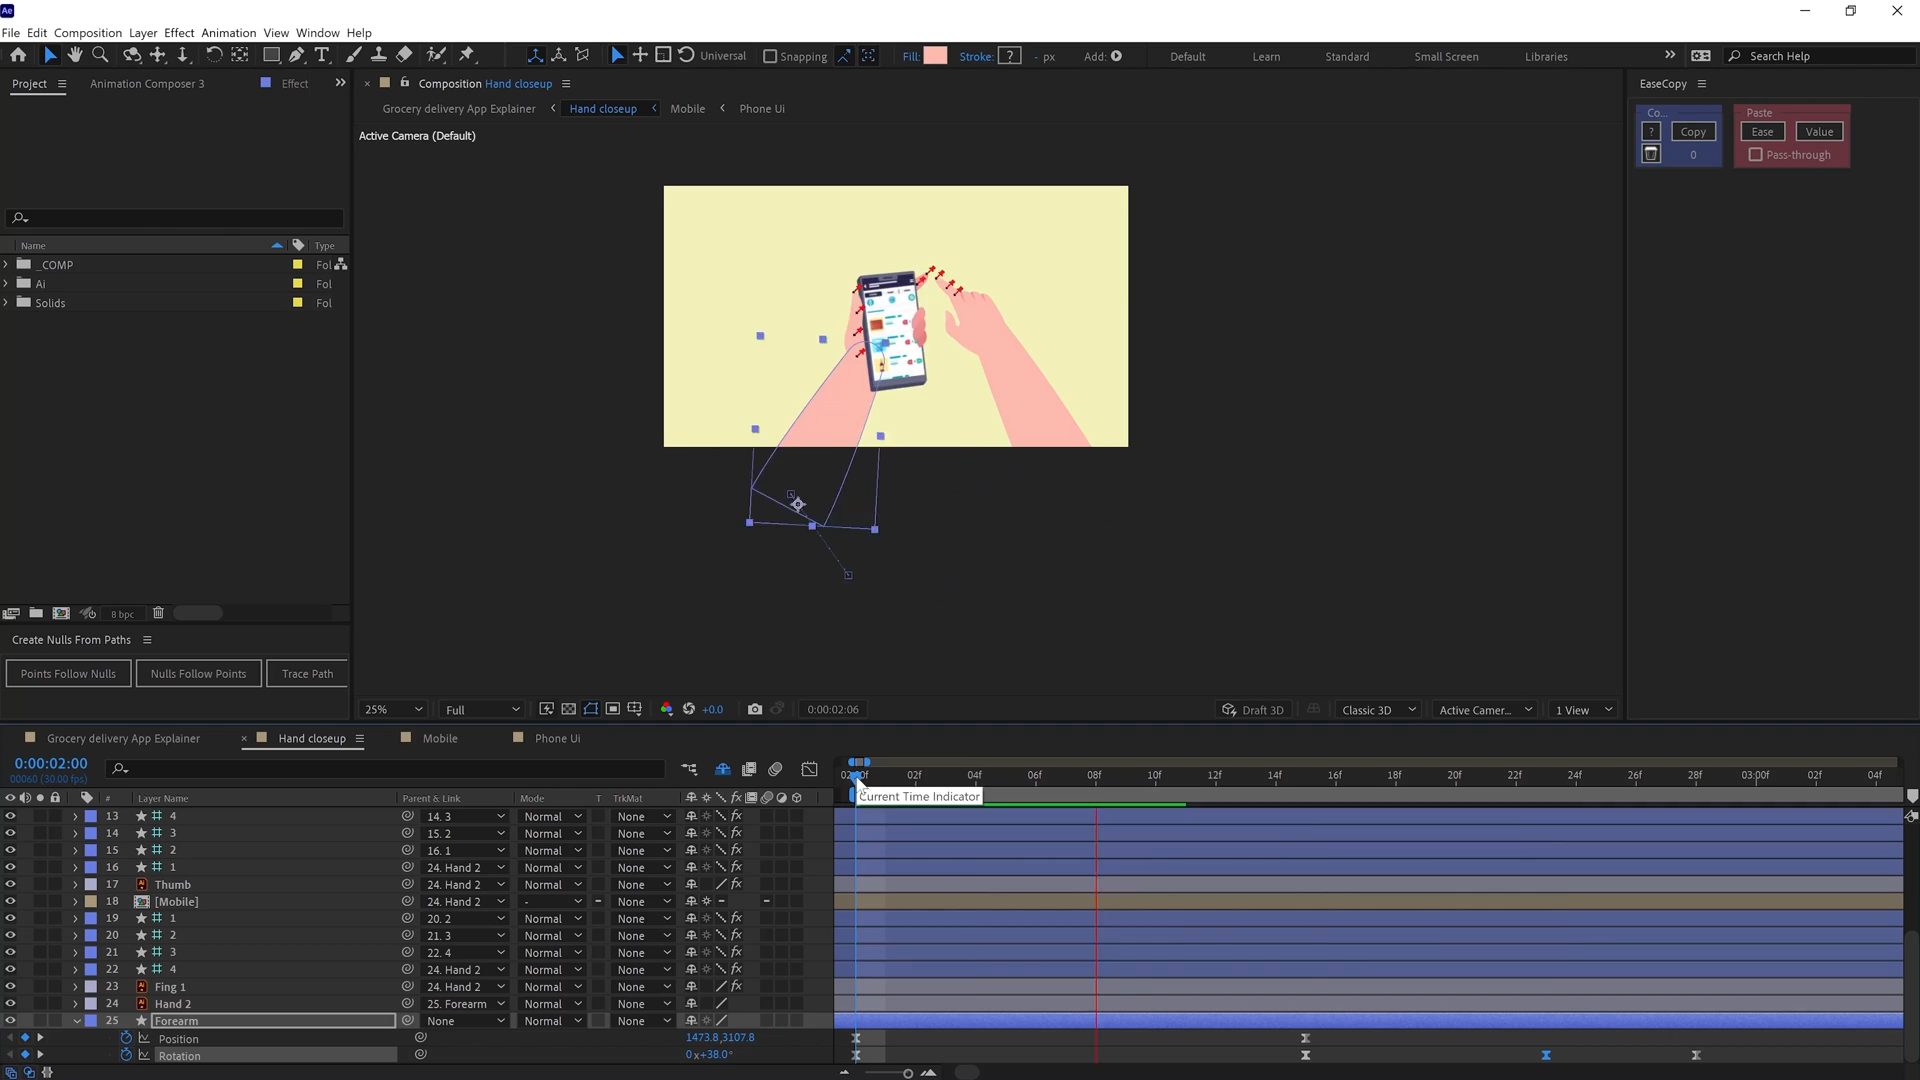 Ae
File Edit Composition Layer Effect Animation View Window Help
Universal Snapping Fill: Stroke: ? - px Add: Default Learn Standard Small Screen Libraries Search Help
Project Animation Composer 3 Effect
Composition Hand closeup
EaseCopy
Grocery delivery App Explainer Hand closeup Mobile Phone Ui
Co... Paste
? Copy Ease Value
Active Camera (Default)
0 Pass-through
Name Type
_COMP Fol
Ai Fol
Solids Fol
8 bpc
Create Nulls From Paths
Points Follow Nulls Nulls Follow Points Trace Path
25% Full +0.0 0:00:02:06 Draft 3D Classic 3D Active Camer... 1 View
Grocery delivery App Explainer Hand closeup Mobile Phone Ui
0:00:02:00
00060 (30.00 fps)
02f 04f 06f 08f 10f 12f 14f 16f 18f 20f 22f 24f 26f 28f 03:00f 02f 04f
Current Time Indicator
# Layer Name Parent & Link Mode T TrkMat
13 4 14. 3 Normal None
14 3 15. 2 Normal None
15 2 16. 1 Normal None
16 1 24. Hand 2 Normal None
17 Thumb 24. Hand 2 Normal None
18 [Mobile] 24. Hand 2 - None
19 1 20. 2 Normal None
20 2 21. 3 Normal None
21 3 22. 4 Normal None
22 4 24. Hand 2 Normal None
23 Fing 1 24. Hand 2 Normal None
24 Hand 2 25. Forearm Normal None
25 Forearm None Normal None
Position 1473.8,3107.8
Rotation 0x+38.0°